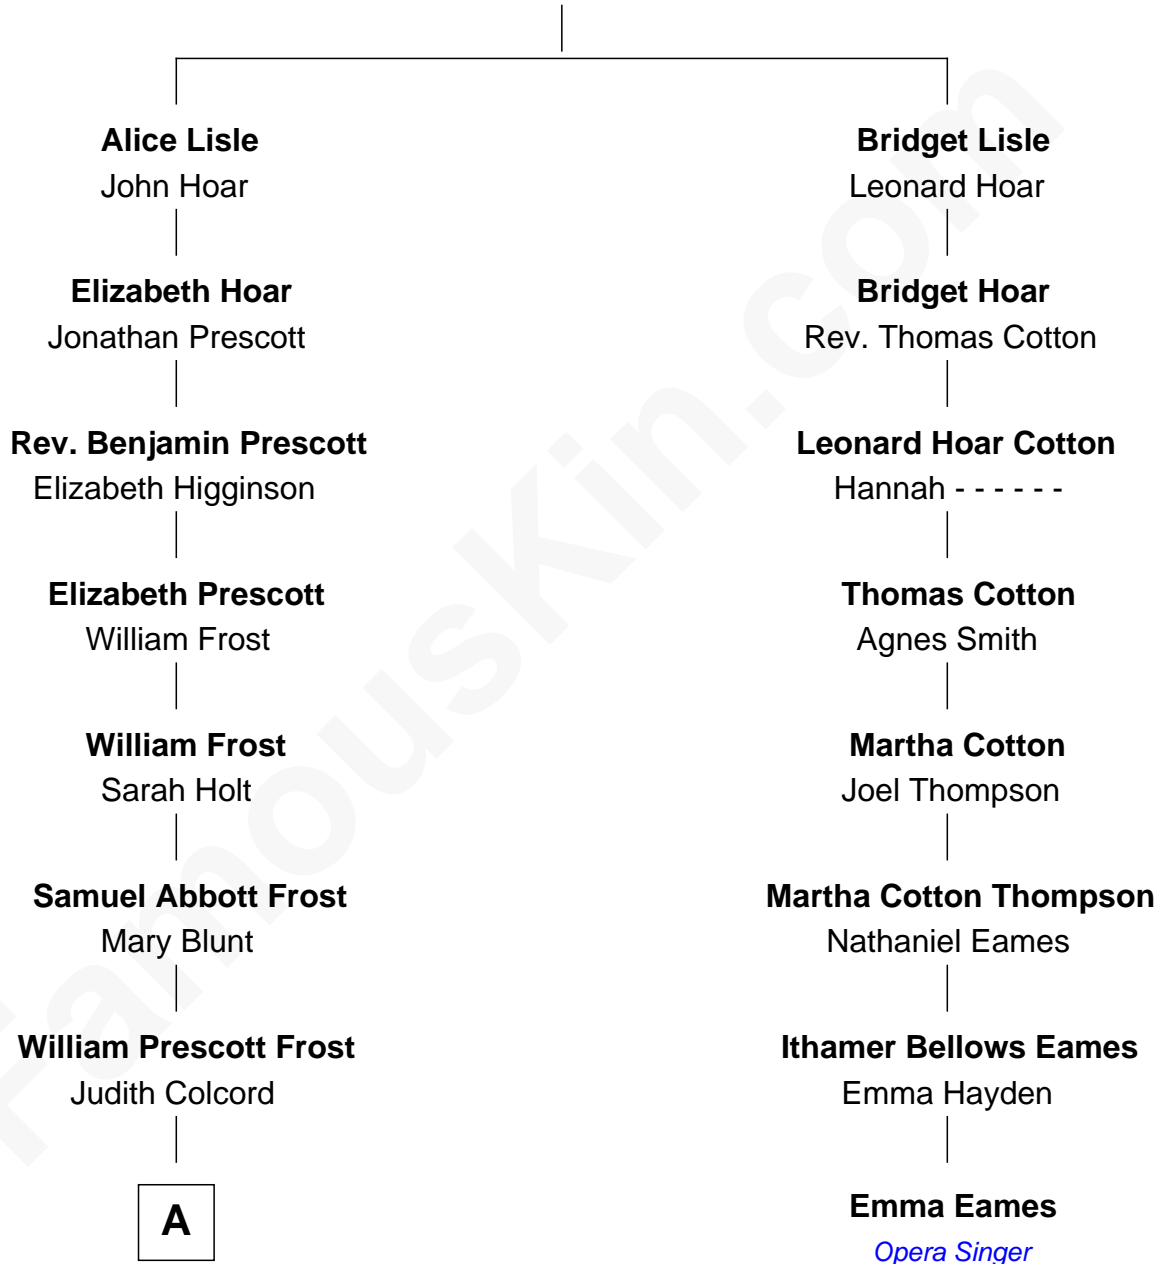 Alice Lisle
John Hoar
Elizabeth Hoar
Jonathan Prescott
Rev. Benjamin Prescott
Elizabeth Higginson
Elizabeth Prescott
William Frost
William Frost
Sarah Holt
Samuel Abbott Frost
Mary Blunt
William Prescott Frost
Judith Colcord
A
Bridget Lisle
Leonard Hoar
Bridget Hoar
Rev. Thomas Cotton
Leonard Hoar Cotton
Hannah - - - - - -
Thomas Cotton
Agnes Smith
Martha Cotton
Joel Thompson
Martha Cotton Thompson
Nathaniel Eames
Ithamer Bellows Eames
Emma Hayden
Emma Eames
Opera Singer
FamousKin.com